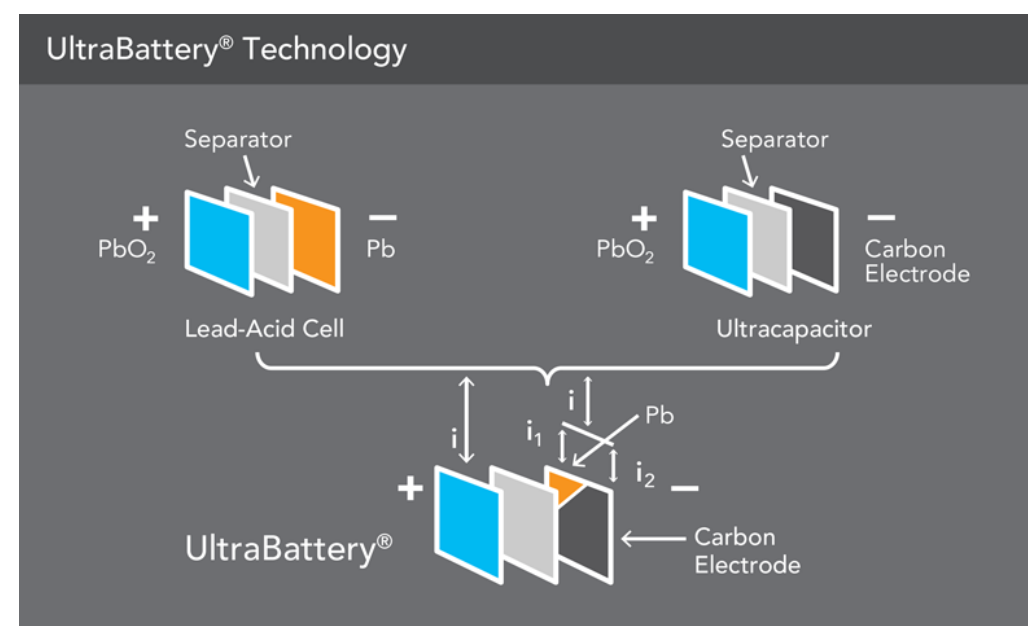 UltraBattery® Technology
Separator
Separator
+
−
+
−
PbO₂
Pb
PbO₂
Carbon
Electrode
Lead-Acid Cell
Ultracapacitor
i
i
i₁
Pb
i₂
+
−
UltraBattery®
Carbon
Electrode